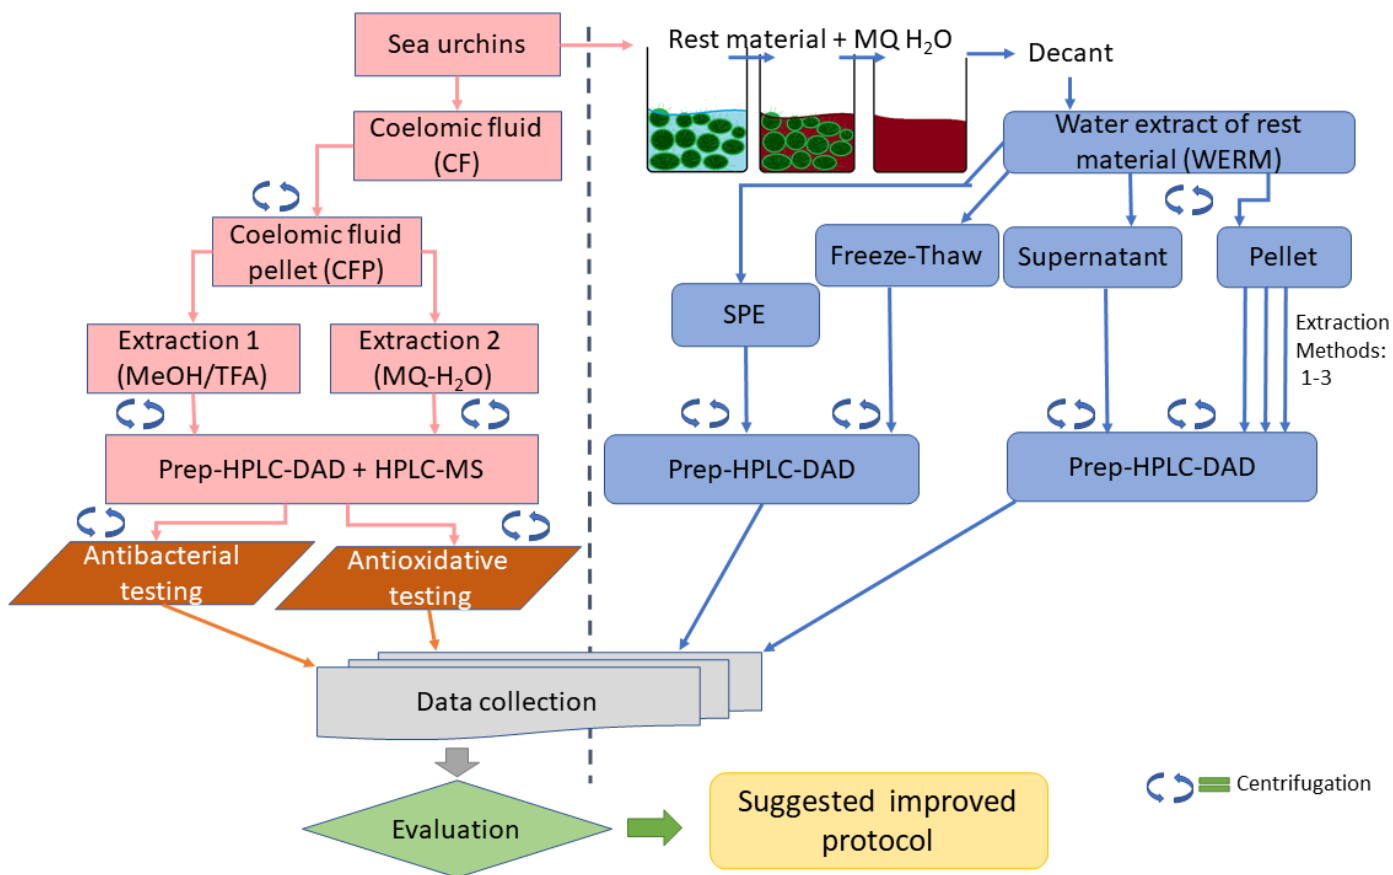 Sea urchins
Coelomic fluid
(CF)
Coelomic fluid
pellet (CFP)
Extraction 1
(MeOH/TFA)
Extraction 2
(MQ-H₂O)
Prep-HPLC-DAD + HPLC-MS
Antibacterial
testing
Antioxidative
testing
Rest material + MQ H₂O
Decant
Water extract of rest
material (WERM)
SPE
Freeze-Thaw
Supernatant
Pellet
Extraction
Methods:
1-3
Prep-HPLC-DAD
Prep-HPLC-DAD
Data collection
Evaluation
Suggested improved
protocol
Centrifugation